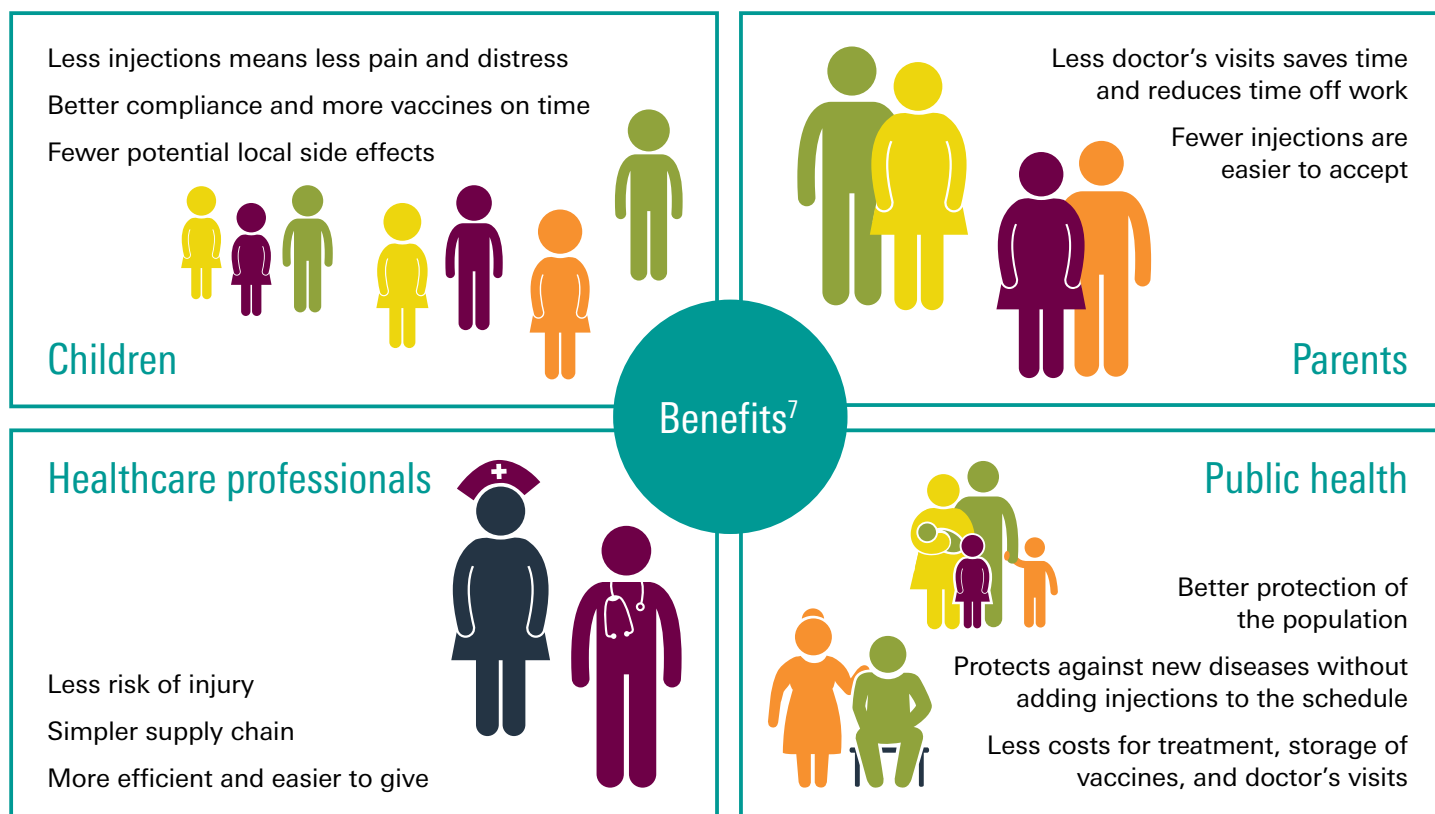 Less injections means less pain and distress
Better compliance and more vaccines on time
Fewer potential local side effects
Children
Less doctor’s visits saves time
and reduces time off work
Fewer injections are
easier to accept
Parents
Benefits7
Healthcare professionals
Less risk of injury
Simpler supply chain
More efficient and easier to give
Public health
Better protection of
the population
Protects against new diseases without
adding injections to the schedule
Less costs for treatment, storage of
vaccines, and doctor’s visits